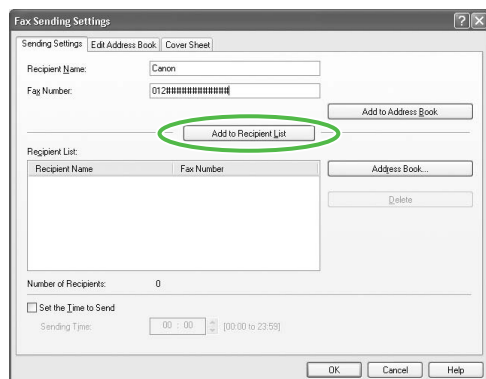 Fax Sending Settings
Sending Settings Edit Address Book Cover Sheet
Recipient Name: Canon
Fax Number: 012############
Add to Address Book
Add to Recipient List
Recipient List:
Recipient Name Fax Number
Address Book...
Delete
Number of Recipients: 0
Set the Time to Send
Sending Time: 00 : 00 [00:00 to 23:59]
OK Cancel Help